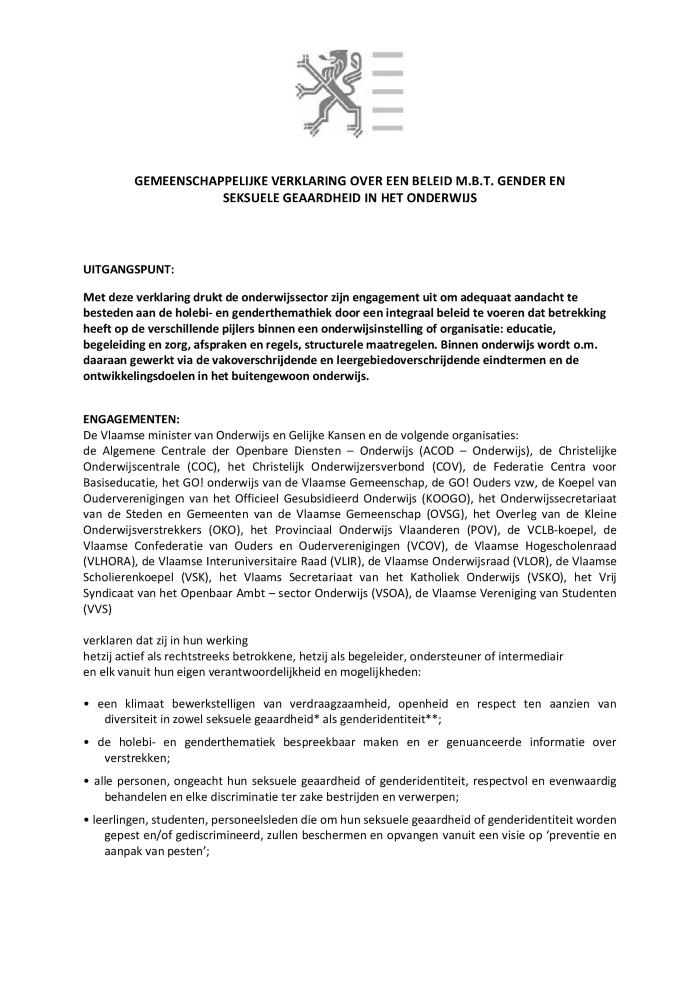 GEMEENSCHAPPELIJKE VERKLARING OVER EEN BELEID M.B.T. GENDER EN
SEKSUELE GEAARDHEID IN HET ONDERWIJS
UITGANGSPUNT:
Met deze verklaring drukt de onderwijssector zijn engagement uit om adequaat aandacht te
besteden aan de holebi- en genderthemathiek door een integraal beleid te voeren dat betrekking
heeft op de verschillende pijlers binnen een onderwijsinstelling of organisatie: educatie,
begeleiding en zorg, afspraken en regels, structurele maatregelen. Binnen onderwijs wordt o.m.
daaraan gewerkt via de vakoverschrijdende en leergebiedoverschrijdende eindtermen en de
ontwikkelingsdoelen in het buitengewoon onderwijs.
ENGAGEMENTEN:
De Vlaamse minister van Onderwijs en Gelijke Kansen en de volgende organisaties:
de Algemene Centrale der Openbare Diensten – Onderwijs (ACOD – Onderwijs), de Christelijke
Onderwijscentrale (COC), het Christelijk Onderwijzersverbond (COV), de Federatie Centra voor
Basiseducatie, het GO! onderwijs van de Vlaamse Gemeenschap, de GO! Ouders vzw, de Koepel van
Ouderverenigingen van het Officieel Gesubsidieerd Onderwijs (KOOGO), het Onderwijssecretariaat
van de Steden en Gemeenten van de Vlaamse Gemeenschap (OVSG), het Overleg van de Kleine
Onderwijsverstrekkers (OKO), het Provinciaal Onderwijs Vlaanderen (POV), de VCLB-koepel, de
Vlaamse Confederatie van Ouders en Ouderverenigingen (VCOV), de Vlaamse Hogescholenraad
(VLHORA), de Vlaamse Interuniversitaire Raad (VLIR), de Vlaamse Onderwijsraad (VLOR), de Vlaamse
Scholierenkoepel (VSK), het Vlaams Secretariaat van het Katholiek Onderwijs (VSKO), het Vrij
Syndicaat van het Openbaar Ambt – sector Onderwijs (VSOA), de Vlaamse Vereniging van Studenten
(VVS)
verklaren dat zij in hun werking
hetzij actief als rechtstreeks betrokkene, hetzij als begeleider, ondersteuner of intermediair
en elk vanuit hun eigen verantwoordelijkheid en mogelijkheden:
• een klimaat bewerkstelligen van verdraagzaamheid, openheid en respect ten aanzien van
diversiteit in zowel seksuele geaardheid* als genderidentiteit**;
• de holebi- en genderthematiek bespreekbaar maken en er genuanceerde informatie over
verstrekken;
• alle personen, ongeacht hun seksuele geaardheid of genderidentiteit, respectvol en evenwaardig
behandelen en elke discriminatie ter zake bestrijden en verwerpen;
• leerlingen, studenten, personeelsleden die om hun seksuele geaardheid of genderidentiteit worden
gepest en/of gediscrimineerd, zullen beschermen en opvangen vanuit een visie op ‘preventie en
aanpak van pesten’;